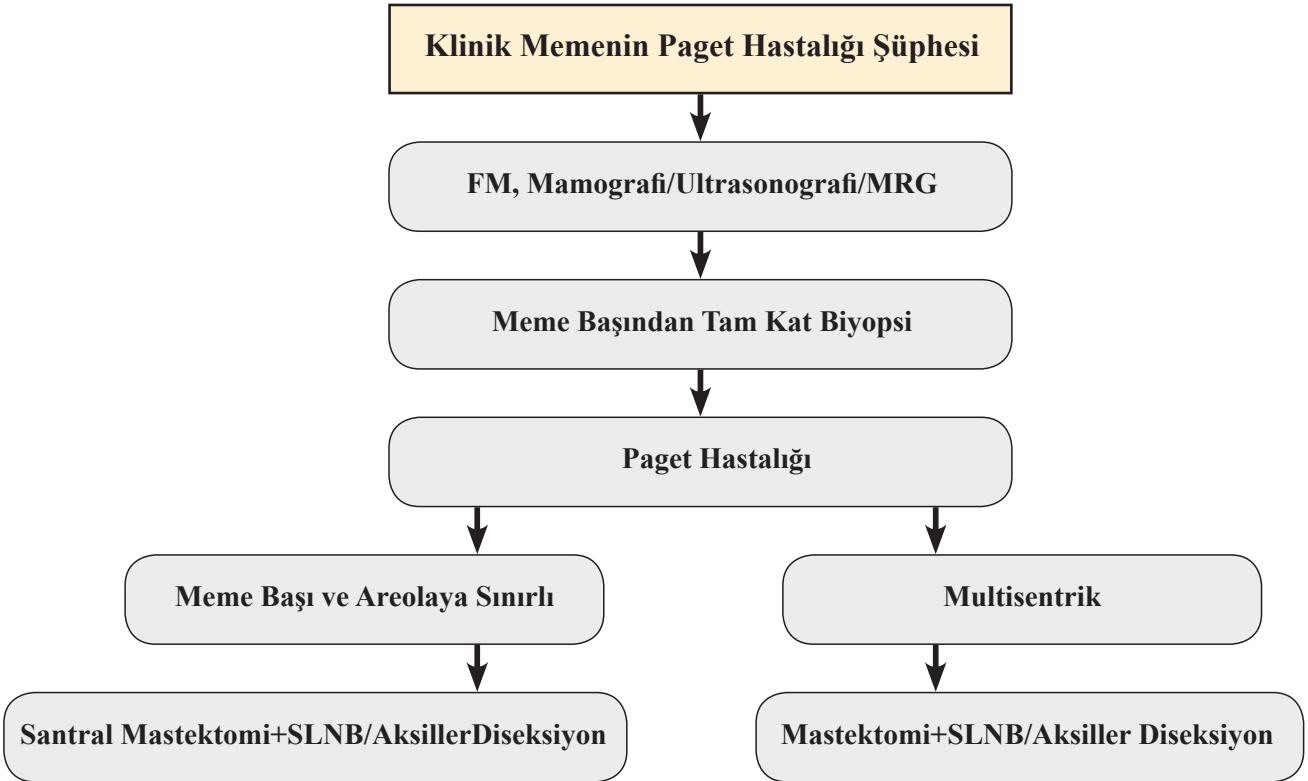 Klinik Memenin Paget Hastalığı Şüphesi
FM, Mamografi/Ultrasonografi/MRG
Meme Başından Tam Kat Biyopsi
Paget Hastalığı
Meme Başı ve Areolaya Sınırlı
Multisentrik
Santral Mastektomi+SLNB/AksillerDiseksiyon
Mastektomi+SLNB/Aksiller Diseksiyon